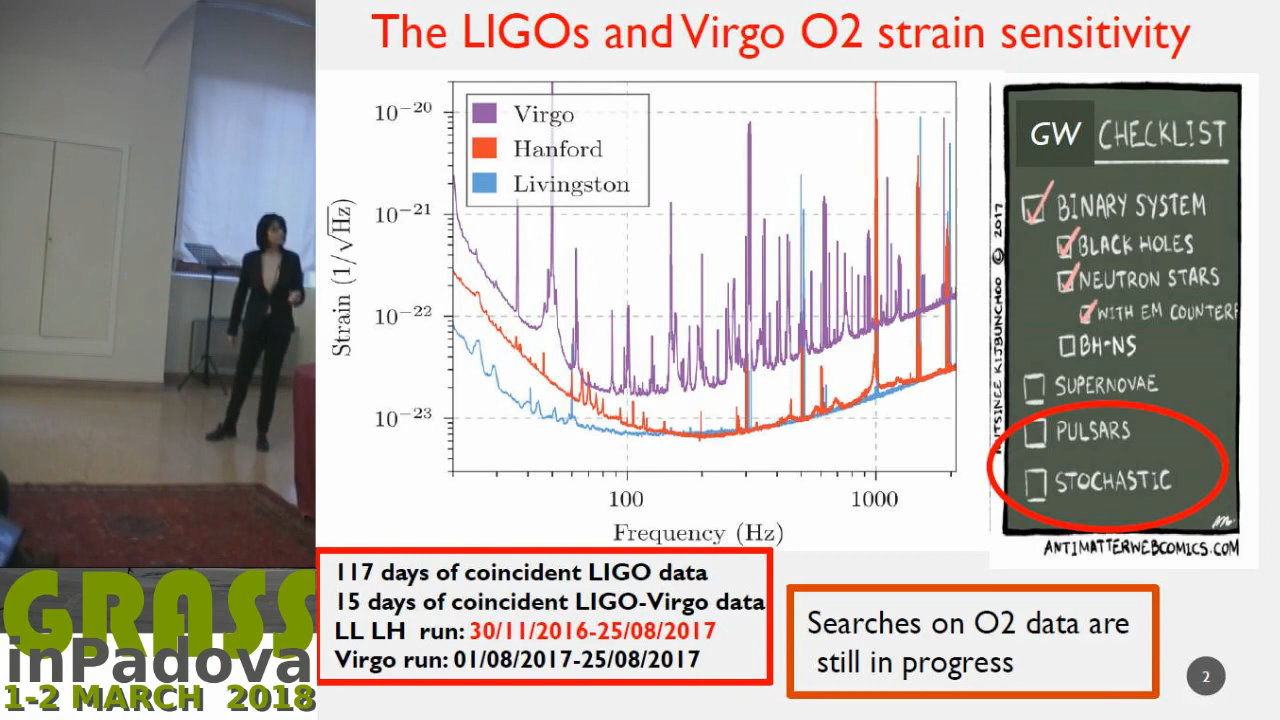 The LIGOs and Virgo O2 strain sensitivity
Virgo
Hanford
Livingston
10⁻²⁰
10⁻²¹
10⁻²²
10⁻²³
Strain (1/√Hz)
100
1000
Frequency (Hz)
GW CHECKLIST
BINARY SYSTEM
BLACK HOLES
NEUTRON STARS
WITH EM COUNTERP
BH-NS
SUPERNOVAE
PULSARS
STOCHASTIC
NUTSINEE KIJBUNCHOO © 2017
ANTIMATTERWEBCOMICS.COM
117 days of coincident LIGO data
15 days of coincident LIGO-Virgo data
LL LH run: 30/11/2016-25/08/2017
Virgo run: 01/08/2017-25/08/2017
Searches on O2 data are
still in progress
2
GRASS
inPadova
1-2 MARCH 2018